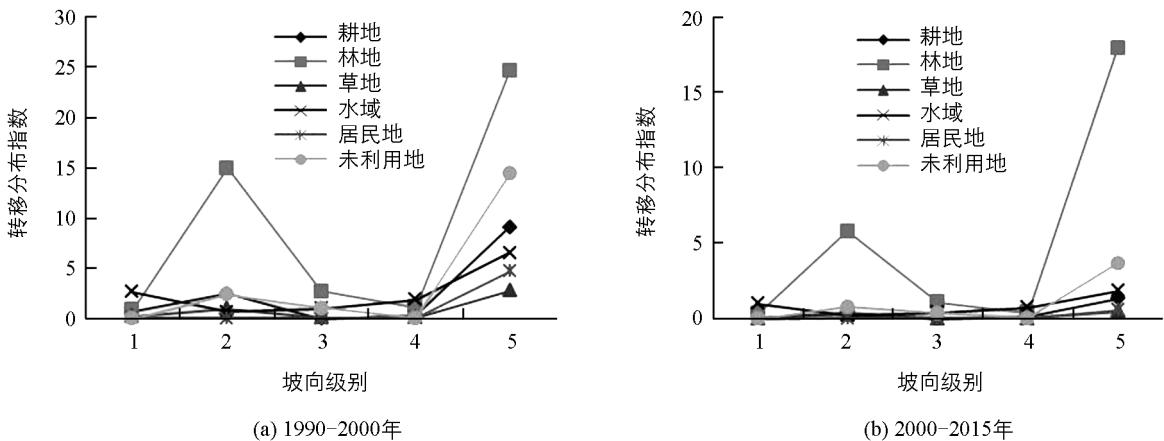 30
25
20
15
10
5
0
转移分布指数
耕地
林地
草地
水域
居民地
未利用地
1 2 3 4 5
坡向级别
(a) 1990-2000年
20
15
10
5
0
转移分布指数
耕地
林地
草地
水域
居民地
未利用地
1 2 3 4 5
坡向级别
(b) 2000-2015年